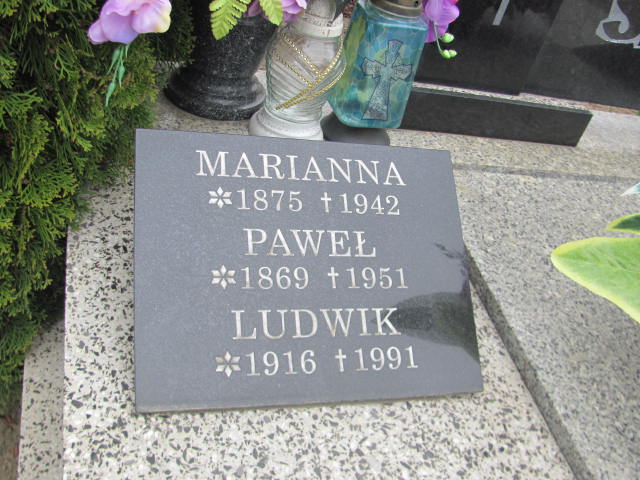 MARIANNA
*1875 †1942
PAWEŁ
*1869 †1951
LUDWIK
*1916 †1991